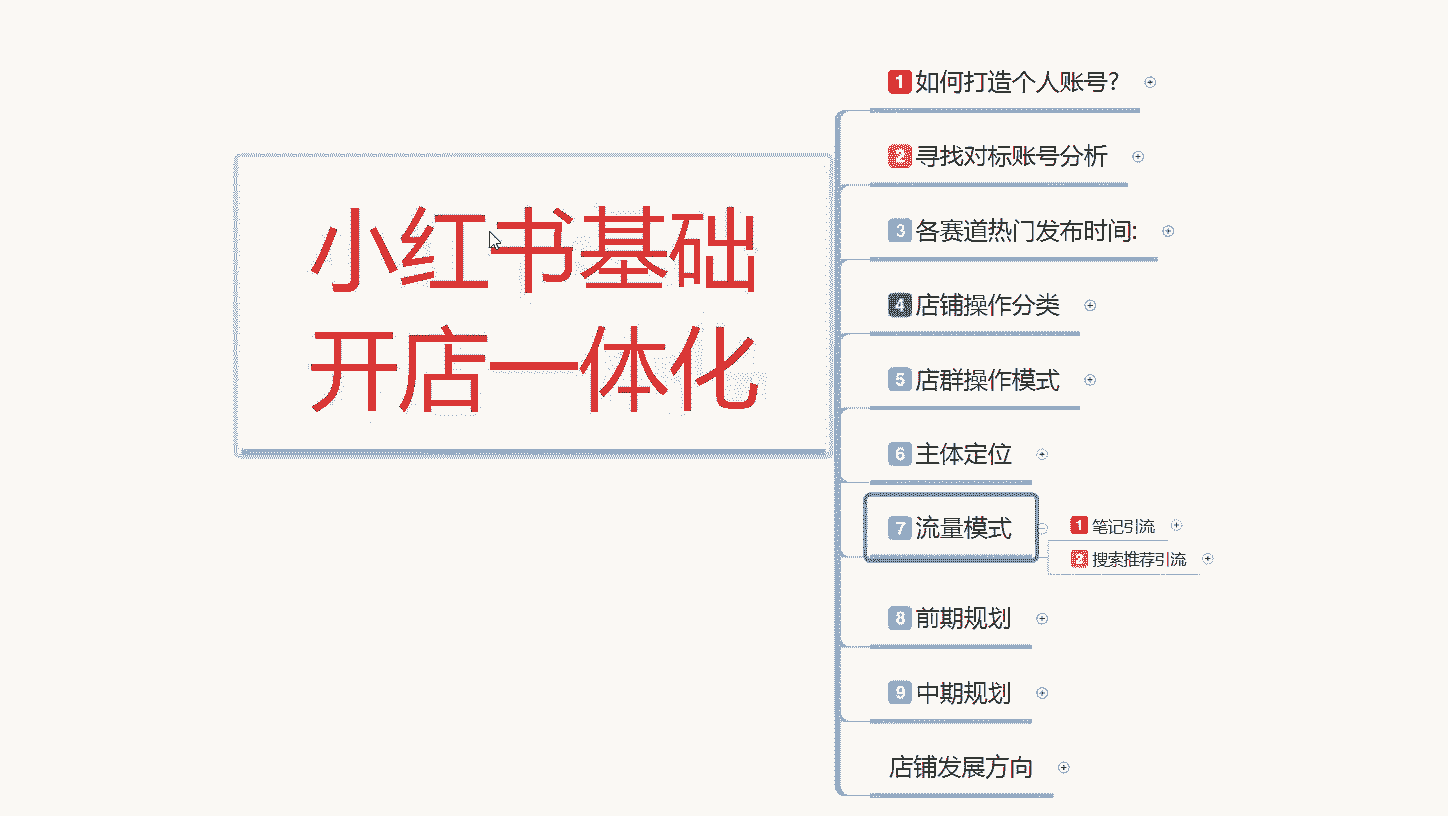 小红书基础
开店一体化
1 如何打造个人账号?
2 寻找对标账号分析
3 各赛道热门发布时间:
4 店铺操作分类
5 店群操作模式
6 主体定位
7 流量模式
1 笔记引流
2 搜索推荐引流
8 前期规划
9 中期规划
店铺发展方向